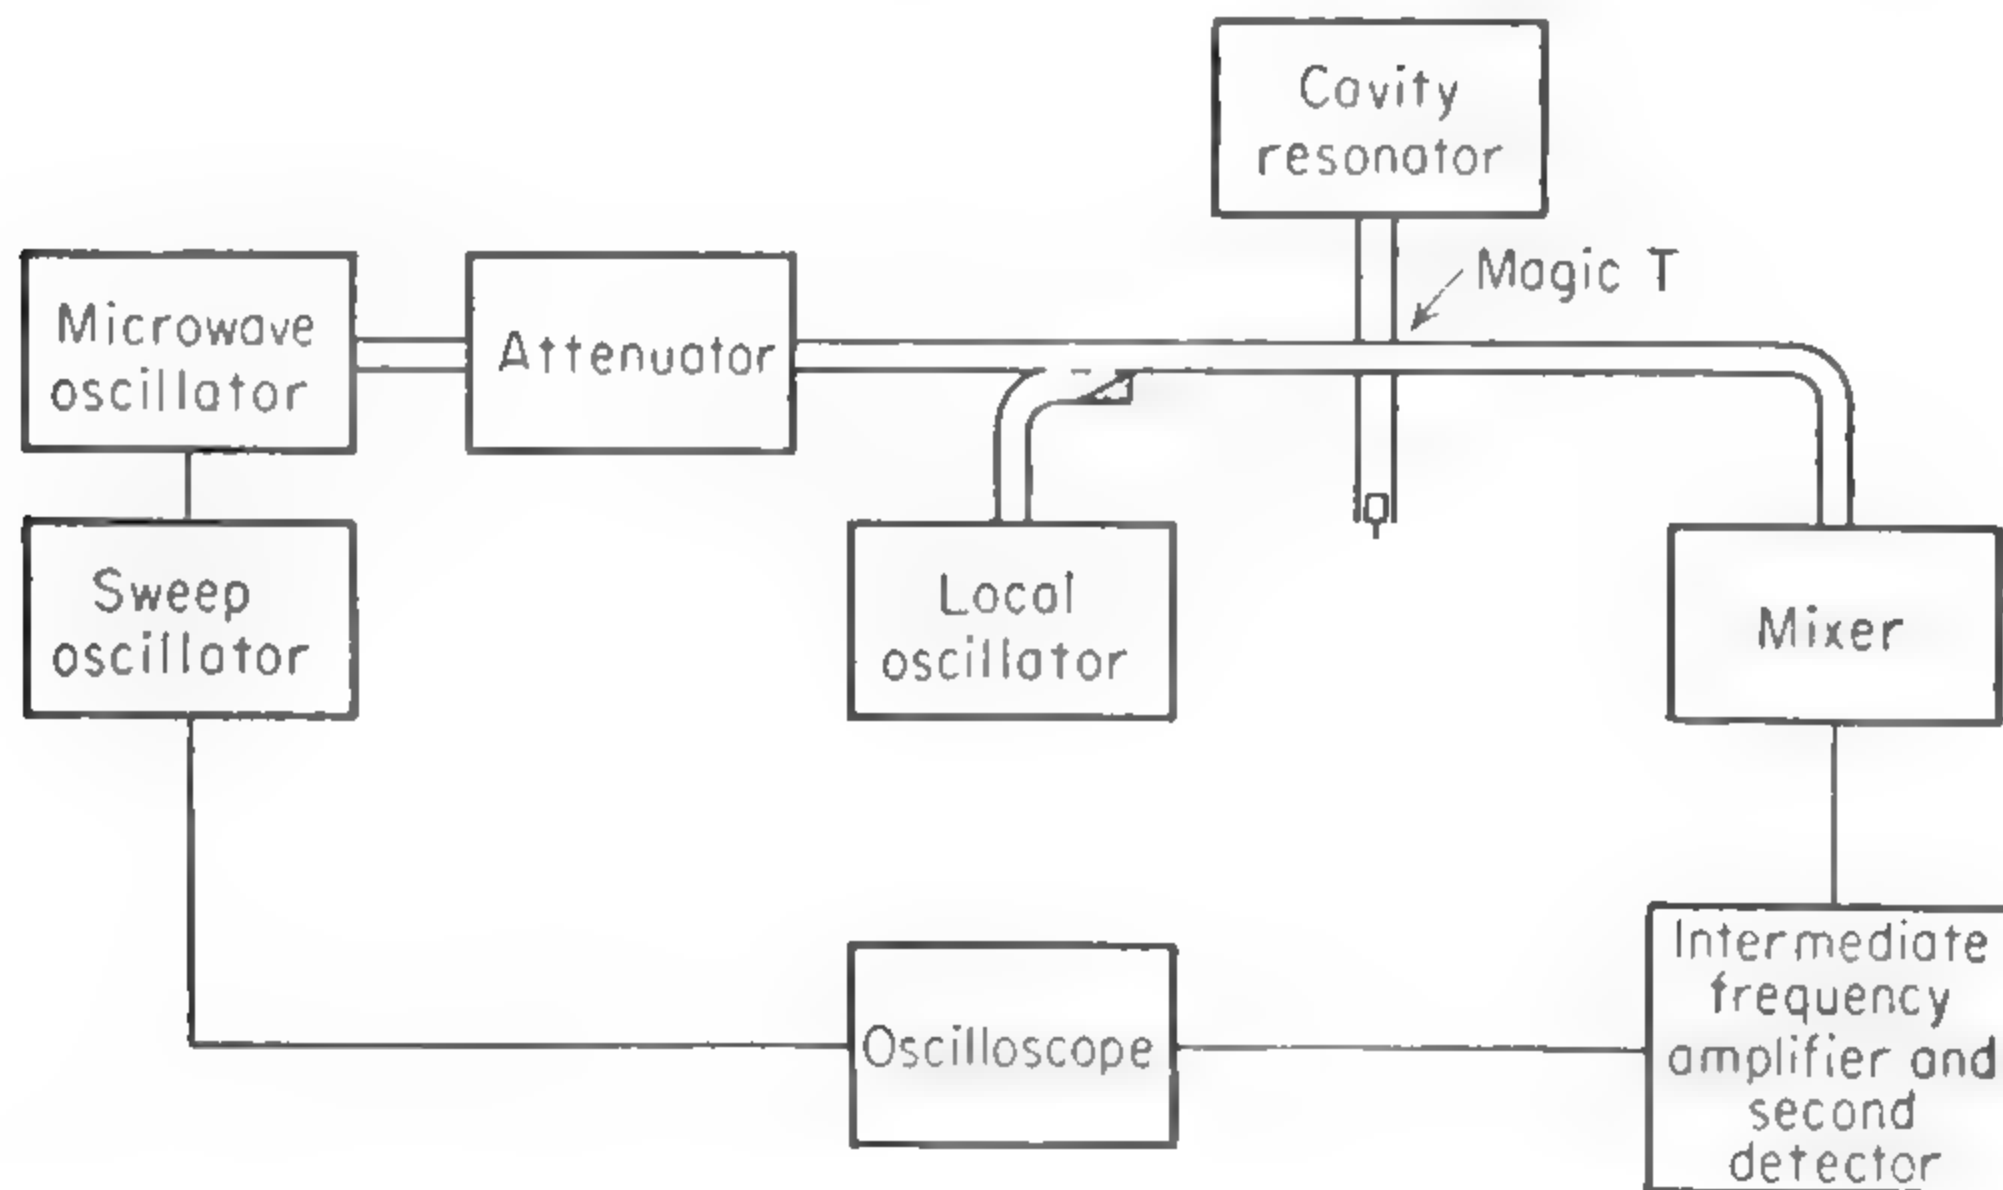 Cavity
resonator
Magic T
Microwave
oscillator
Attenuator
Sweep
oscillator
Local
oscillator
Mixer
Oscilloscope
Intermediate
frequency
amplifier and
second
detector